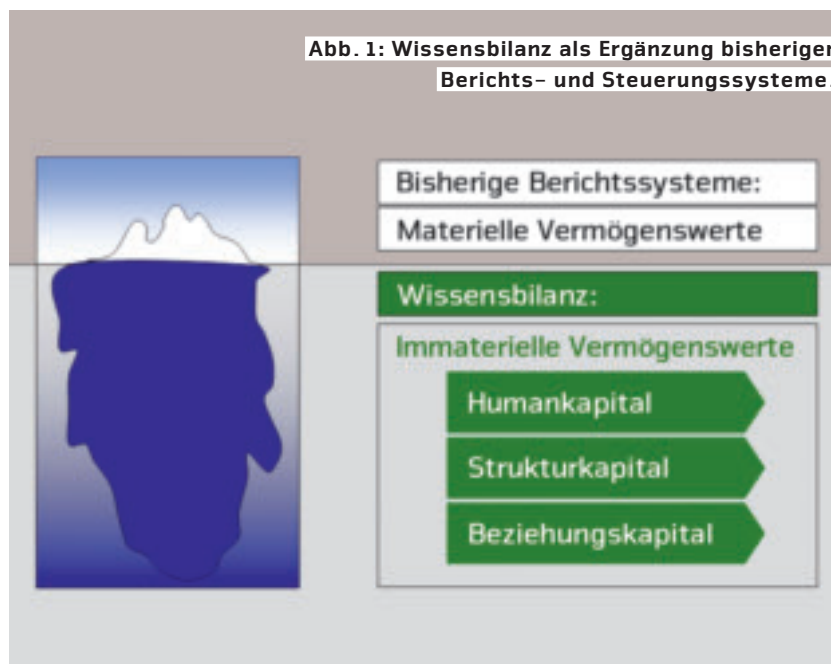 Abb. 1: Wissensbilanz als Ergänzung bisheriger
Berichts- und Steuerungssysteme.
Bisherige Berichtssysteme:
Materielle Vermögenswerte
Wissensbilanz:
Immaterielle Vermögenswerte
Humankapital
Strukturkapital
Beziehungskapital